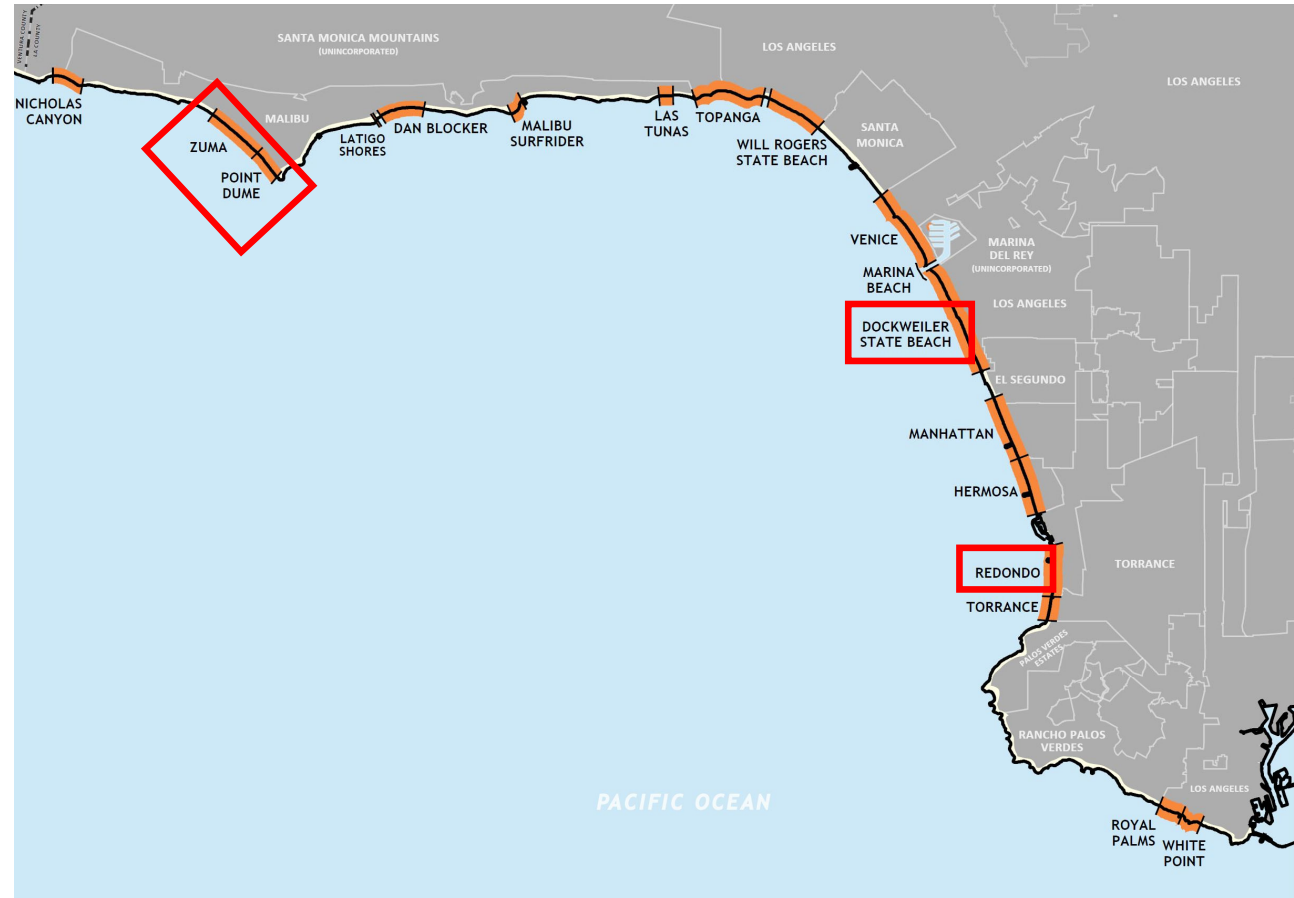 VENTURA COUNTY
LA COUNTY
SANTA MONICA MOUNTAINS
(UNINCORPORATED)
LOS ANGELES
LOS ANGELES
NICHOLAS
CANYON
MALIBU
ZUMA
POINT
DUME
LATIGO
SHORES
DAN BLOCKER
MALIBU
SURFRIDER
LAS
TUNAS
TOPANGA
WILL ROGERS
STATE BEACH
SANTA
MONICA
VENICE
MARINA
DEL REY
(UNINCORPORATED)
MARINA
BEACH
LOS ANGELES
DOCKWEILER
STATE BEACH
EL SEGUNDO
MANHATTAN
HERMOSA
REDONDO
TORRANCE
TORRANCE
PALOS VERDES
ESTATES
RANCHO PALOS
VERDES
LOS ANGELES
PACIFIC OCEAN
ROYAL
PALMS
WHITE
POINT